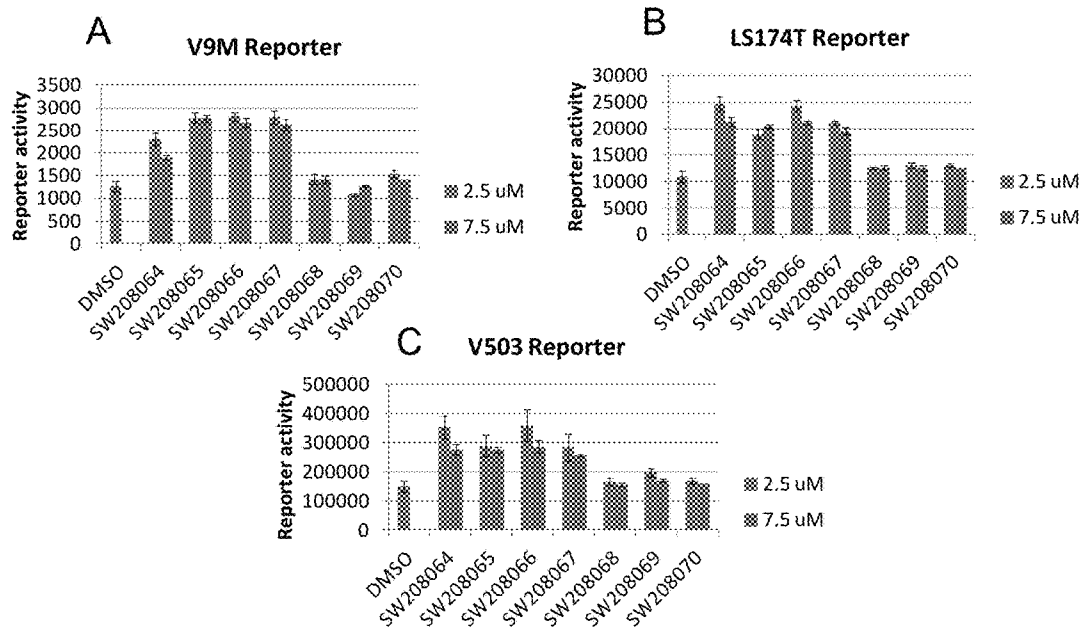 A
V9M Reporter
Reporter activity
3500
3000
2500
2000
1500
1000
500
0
DMSO
SW208064
SW208065
SW208066
SW208067
SW208068
SW208069
SW208070
2.5 uM
7.5 uM
B
LS174T Reporter
Reporter activity
30000
25000
20000
15000
10000
5000
0
DMSO
SW208064
SW208065
SW208066
SW208067
SW208068
SW208069
SW208070
2.5 uM
7.5 uM
C
V503 Reporter
Reporter activity
500000
400000
300000
200000
100000
0
DMSO
SW208064
SW208065
SW208066
SW208067
SW208068
SW208069
SW208070
2.5 uM
7.5 uM